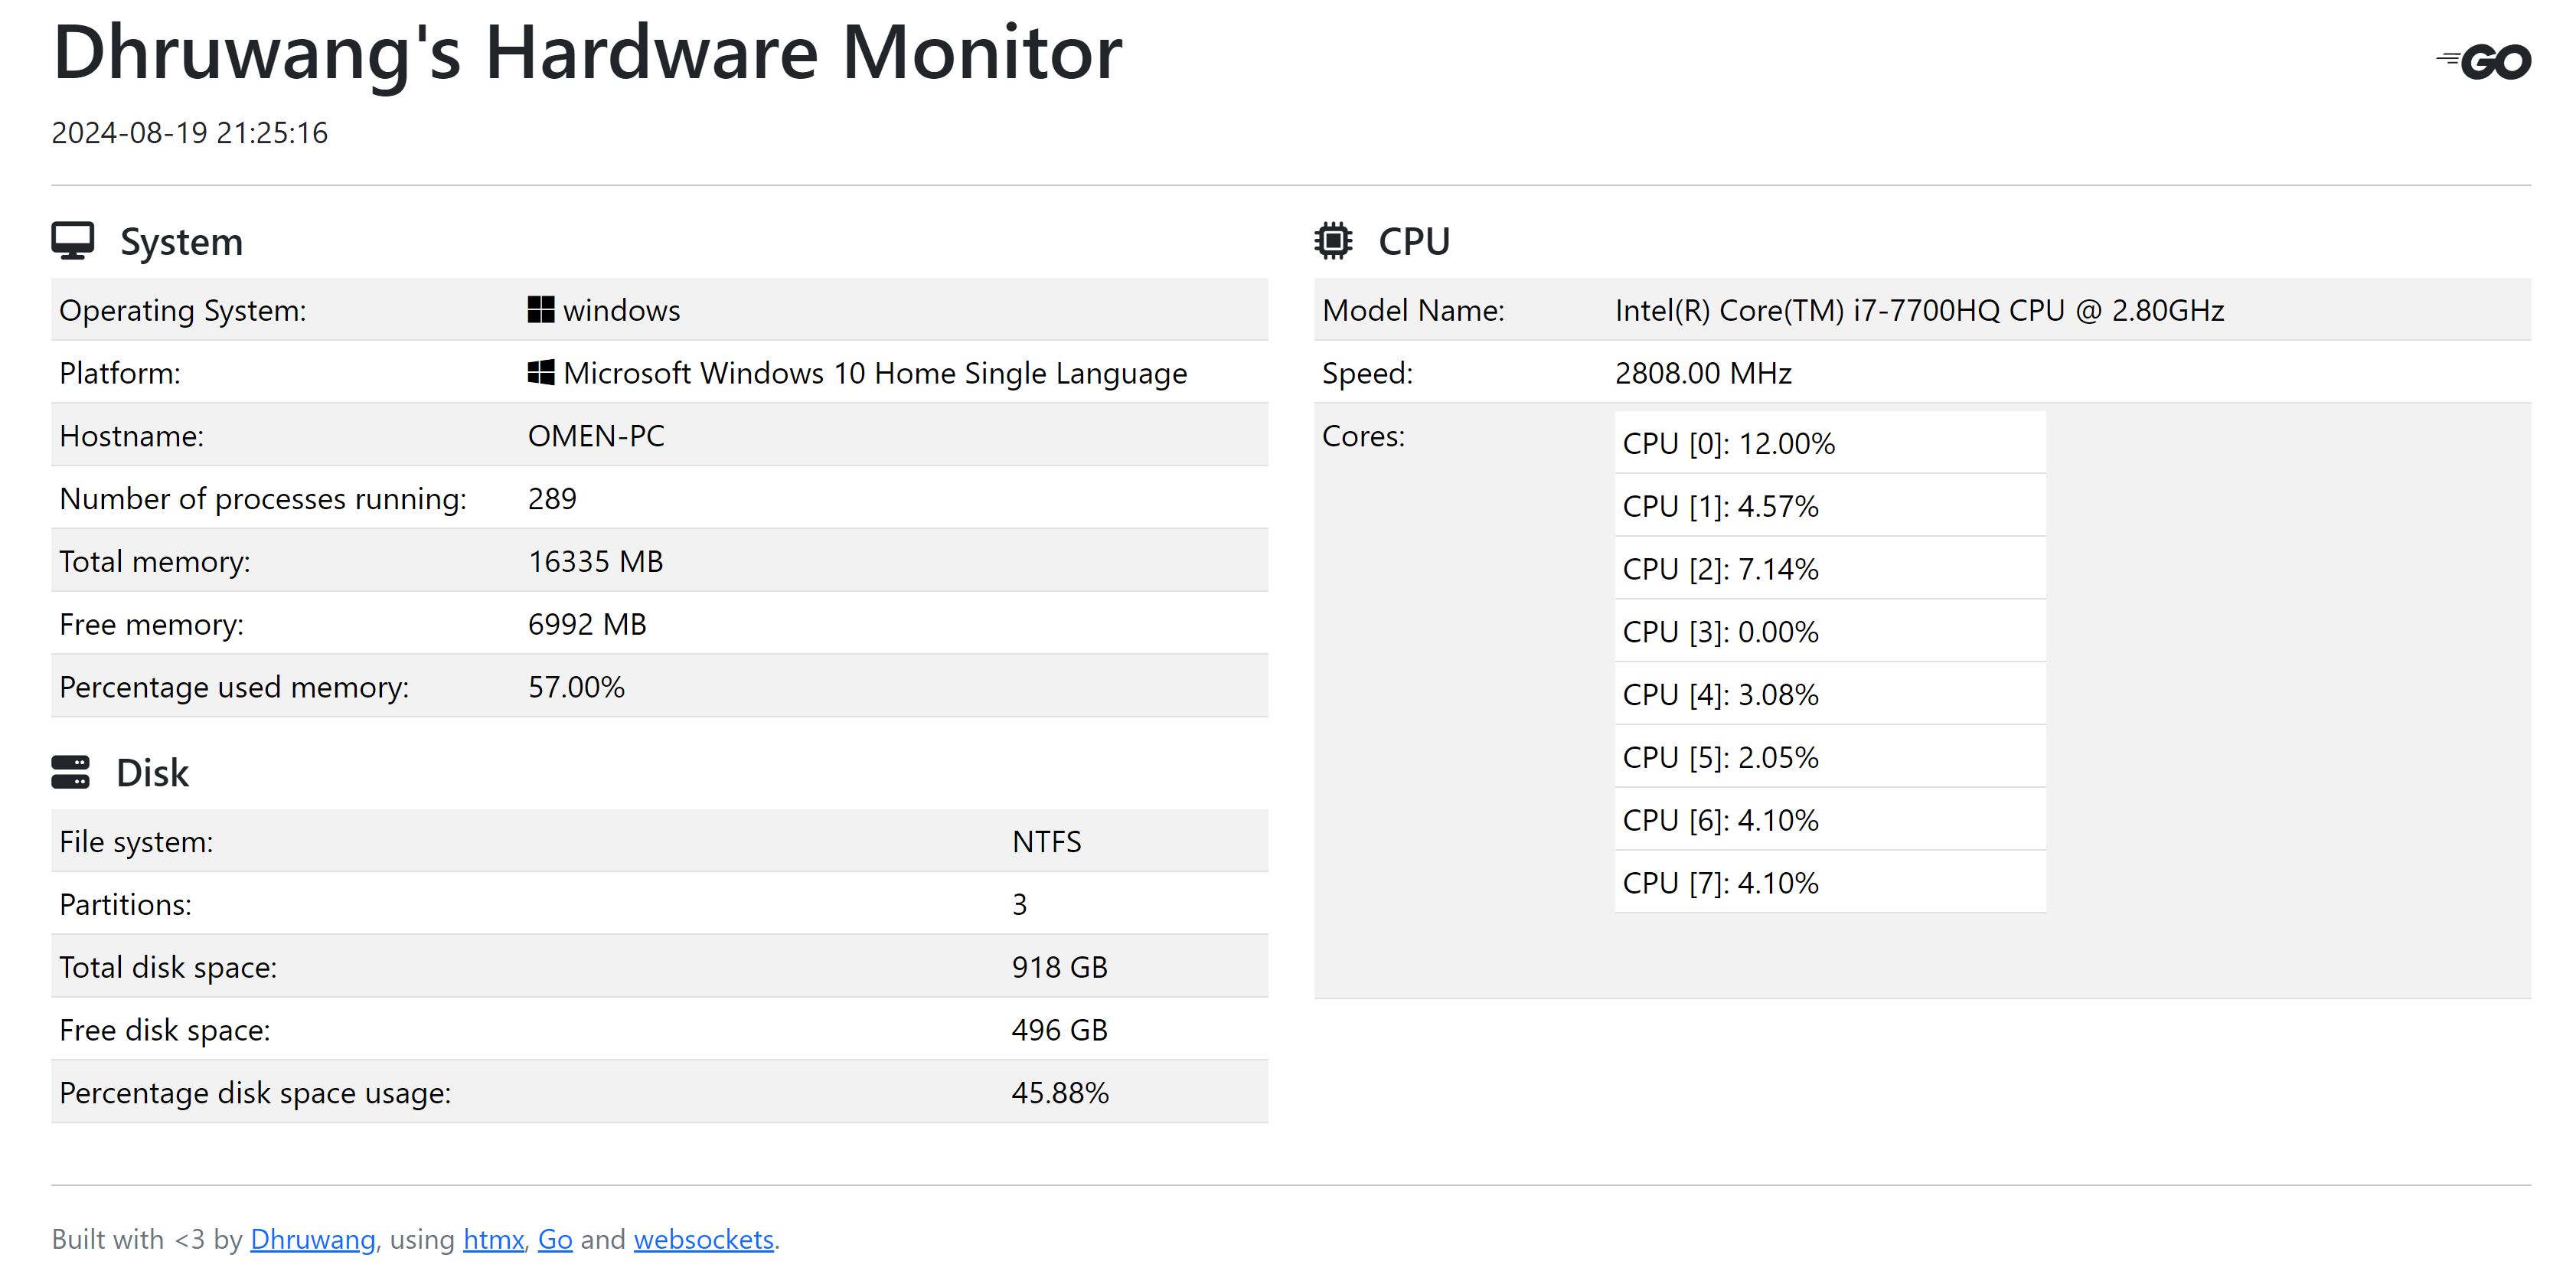 Dhruwang's Hardware Monitor
GO
2024-08-19 21:25:16
System
Operating System: windows
Platform: Microsoft Windows 10 Home Single Language
Hostname: OMEN-PC
Number of processes running: 289
Total memory: 16335 MB
Free memory: 6992 MB
Percentage used memory: 57.00%
Disk
File system: NTFS
Partitions: 3
Total disk space: 918 GB
Free disk space: 496 GB
Percentage disk space usage: 45.88%
CPU
Model Name: Intel(R) Core(TM) i7-7700HQ CPU @ 2.80GHz
Speed: 2808.00 MHz
Cores: CPU [0]: 12.00%
CPU [1]: 4.57%
CPU [2]: 7.14%
CPU [3]: 0.00%
CPU [4]: 3.08%
CPU [5]: 2.05%
CPU [6]: 4.10%
CPU [7]: 4.10%
Built with <3 by Dhruwang, using htmx, Go and websockets.